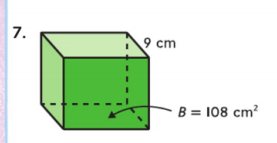 7.
9 cm
B = 108 cm²